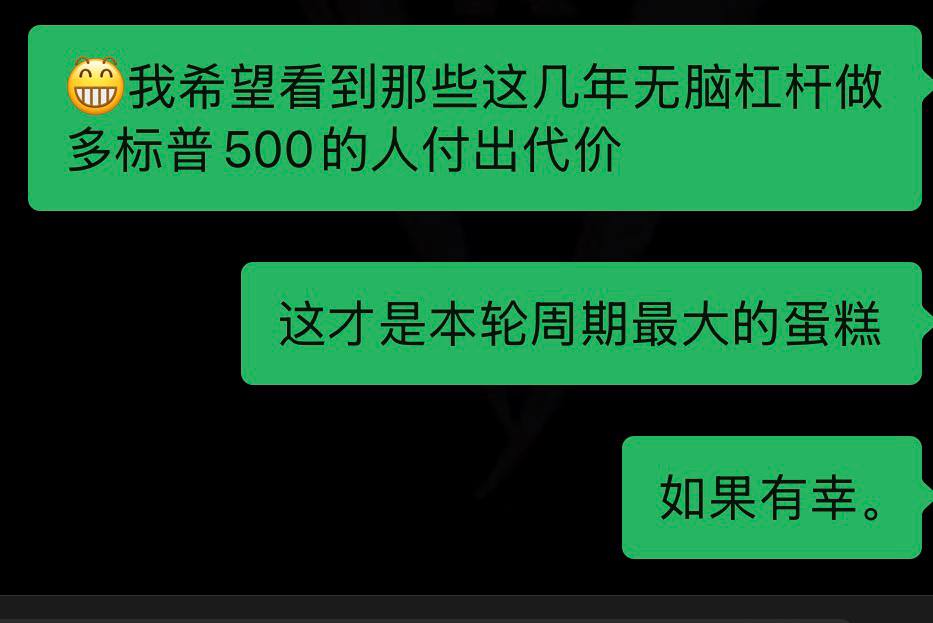 😁我希望看到那些这几年无脑杠杆做
多标普500的人付出代价
这才是本轮周期最大的蛋糕
如果有幸。